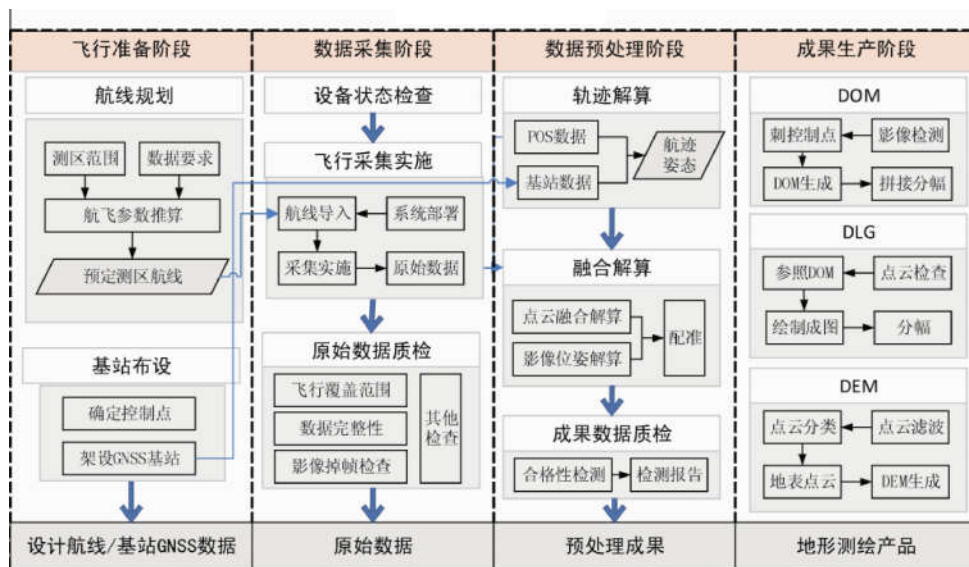 飞行准备阶段
航线规划
测区范围
数据要求
航飞参数推算
预定测区航线
基站布设
确定控制点
架设GNSS基站
设计航线/基站GNSS数据
数据采集阶段
设备状态检查
飞行采集实施
航线导入
系统部署
采集实施
原始数据
原始数据质检
飞行覆盖范围
数据完整性
影像掉帧检查
其他
检查
原始数据
数据预处理阶段
轨迹解算
POS数据
基站数据
航迹
姿态
融合解算
点云融合解算
影像位姿解算
配准
成果数据质检
合格性检测
检测报告
预处理成果
成果生产阶段
DOM
刺控制点
影像检测
DOM生成
拼接分幅
DLG
参照DOM
点云检查
绘制成图
分幅
DEM
点云分类
点云滤波
地表点云
DEM生成
地形测绘产品